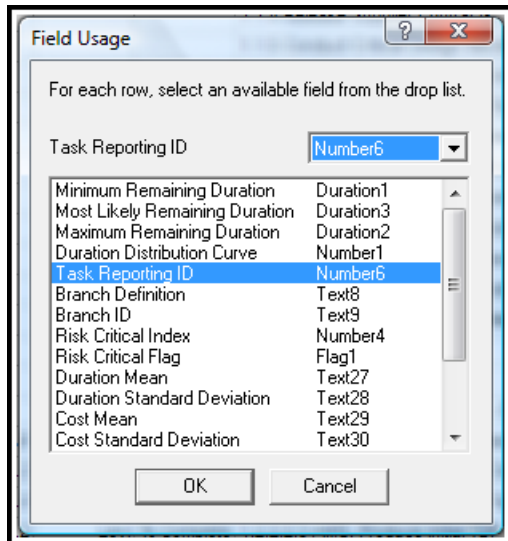 Field Usage
For each row, select an available field from the drop list.
Task Reporting ID Number6
Minimum Remaining Duration Duration1
Most Likely Remaining Duration Duration3
Maximum Remaining Duration Duration2
Duration Distribution Curve Number1
Task Reporting ID Number6
Branch Definition Text8
Branch ID Text9
Risk Critical Index Number4
Risk Critical Flag Flag1
Duration Mean Text27
Duration Standard Deviation Text28
Cost Mean Text29
Cost Standard Deviation Text30
OK Cancel